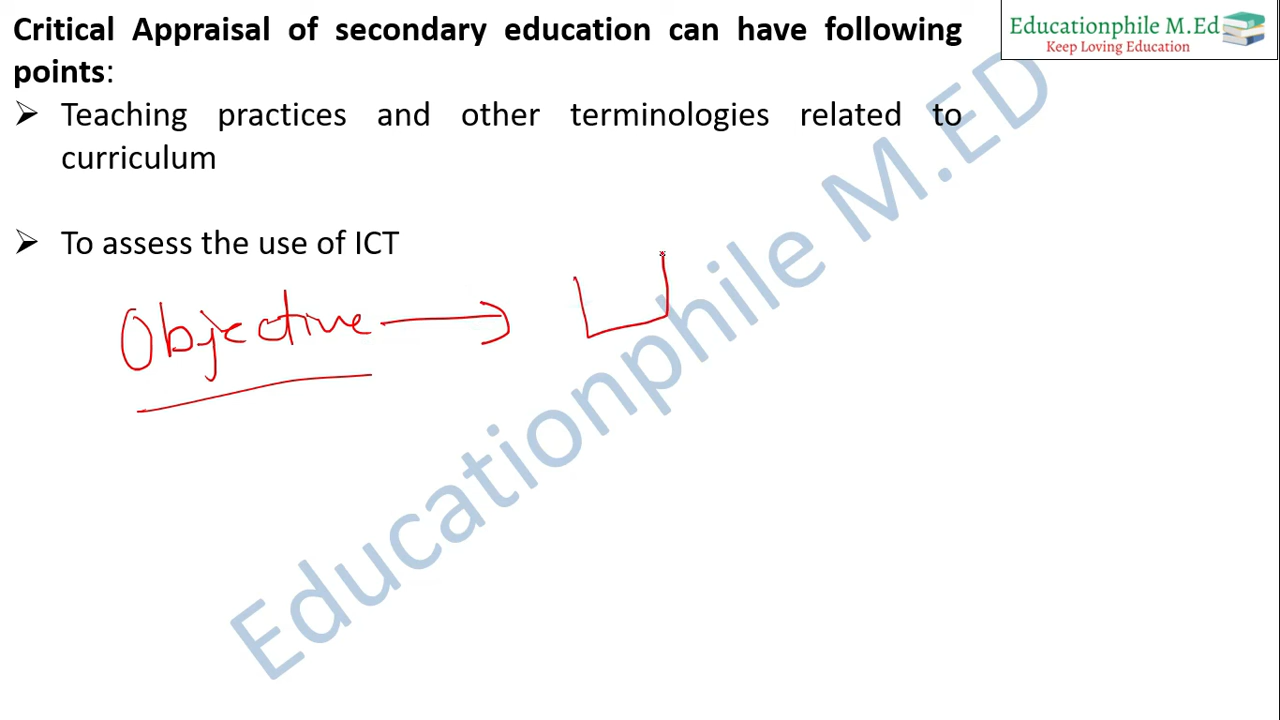 Critical Appraisal of secondary education can have following
points:
➢ Teaching practices and other terminologies related to
curriculum
➢ To assess the use of ICT
Objective →
Educationphile M.Ed
Keep Loving Education
Educationphile M.ED